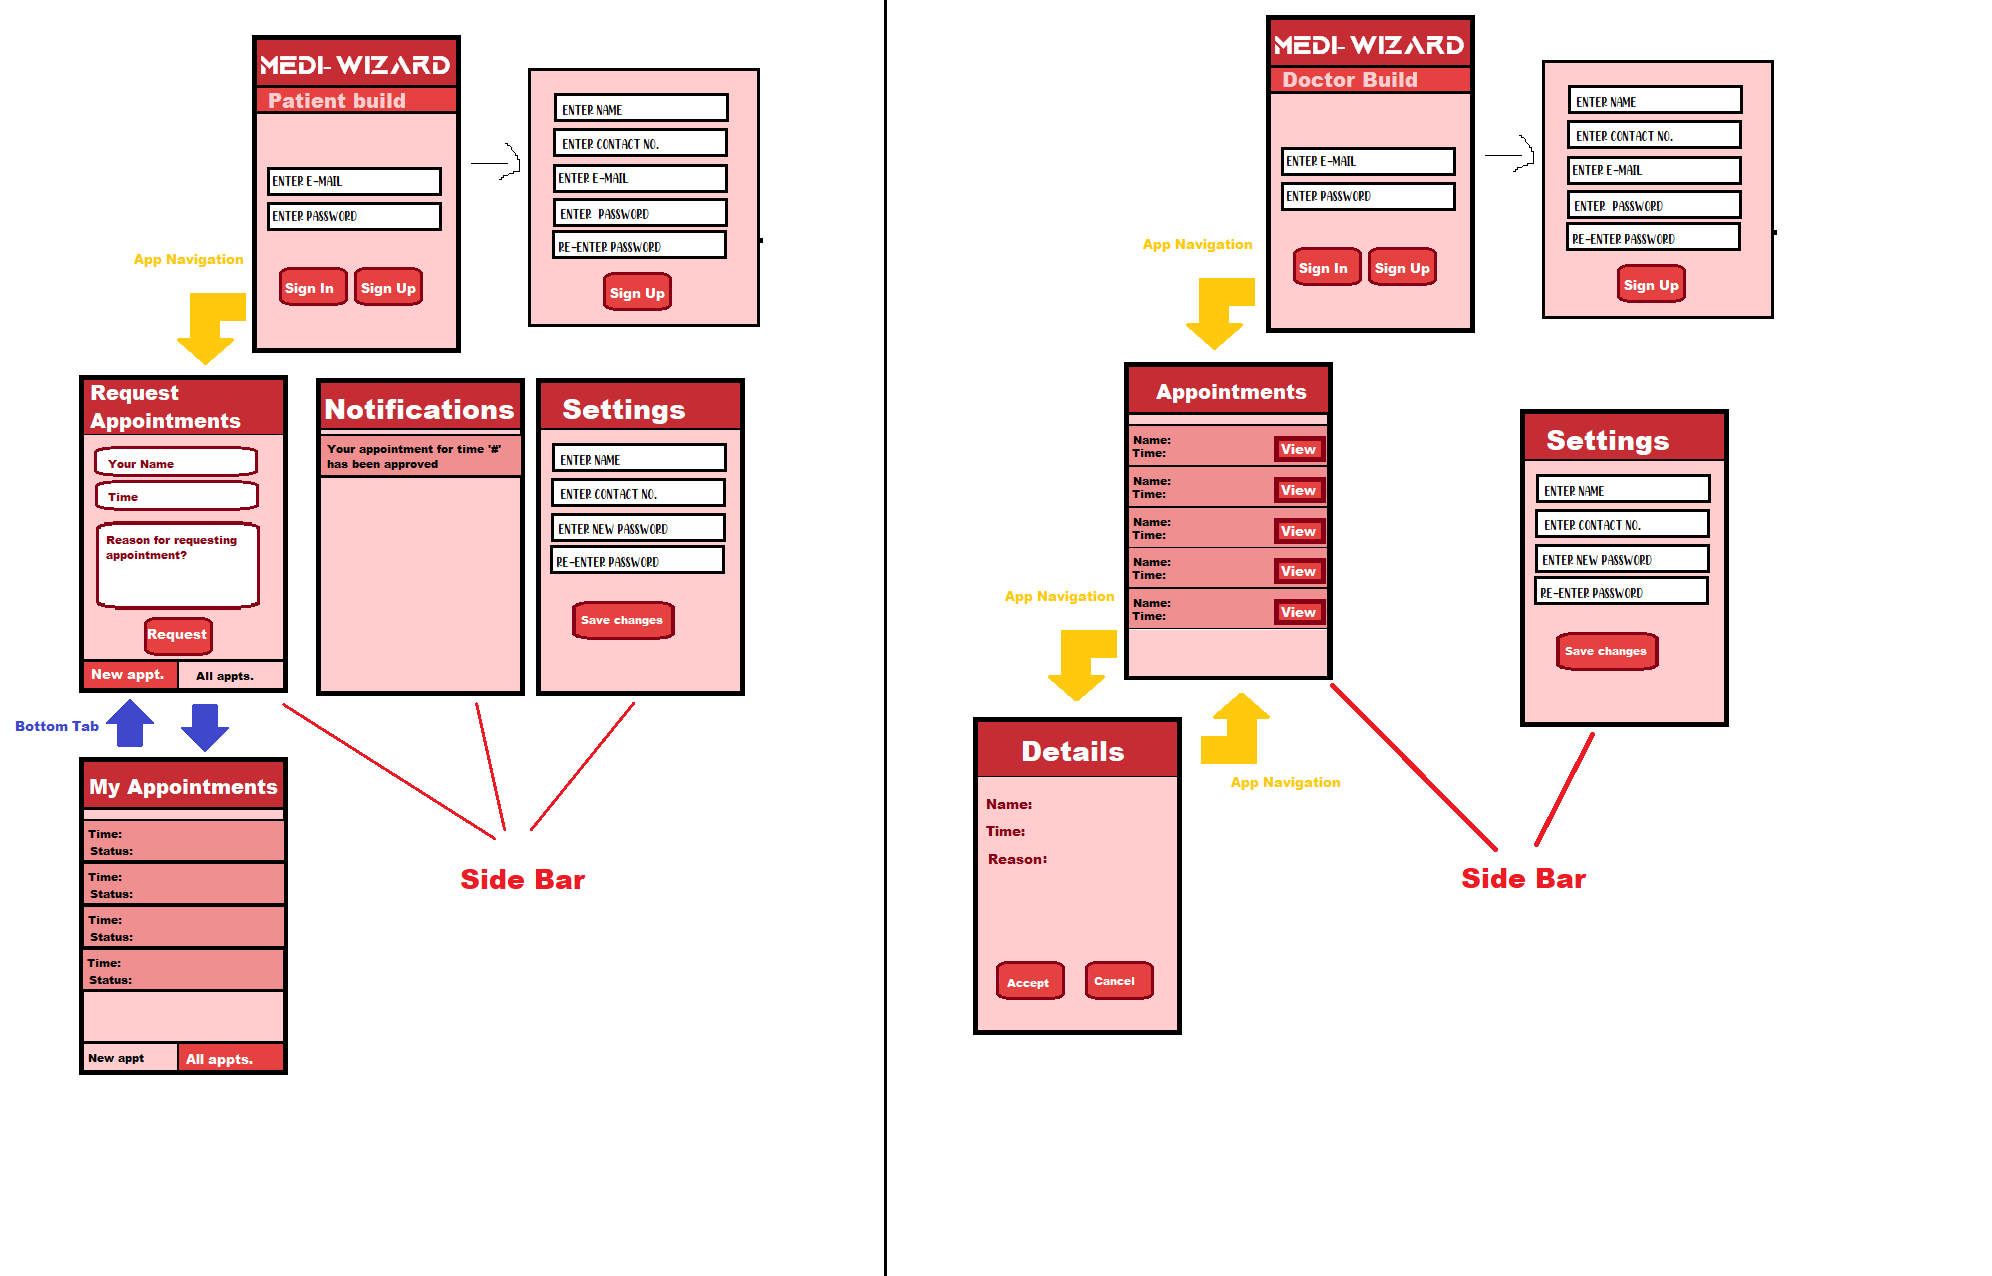 MEDI-WIZARD
Patient build
ENTER E-MAIL
ENTER PASSWORD
Sign In
Sign Up
ENTER NAME
ENTER CONTACT NO.
ENTER E-MAIL
ENTER PASSWORD
RE-ENTER PASSWORD
Sign Up
App Navigation
Request
Appointments
Your Name
Time
Reason for requesting
appointment?
Request
New appt.
All appts.
Notifications
Your appointment for time '#'
has been approved
Settings
ENTER NAME
ENTER CONTACT NO.
ENTER NEW PASSWORD
RE-ENTER PASSWORD
Save changes
Bottom Tab
My Appointments
Time:
Status:
Time:
Status:
Time:
Status:
Time:
Status:
New appt
All appts.
Side Bar
MEDI-WIZARD
Doctor Build
ENTER E-MAIL
ENTER PASSWORD
Sign In
Sign Up
ENTER NAME
ENTER CONTACT NO.
ENTER E-MAIL
ENTER PASSWORD
RE-ENTER PASSWORD
Sign Up
App Navigation
Appointments
Name:
Time:
View
Name:
Time:
View
Name:
Time:
View
Name:
Time:
View
Name:
Time:
View
Settings
ENTER NAME
ENTER CONTACT NO.
ENTER NEW PASSWORD
RE-ENTER PASSWORD
Save changes
App Navigation
Details
Name:
Time:
Reason:
Accept
Cancel
App Navigation
Side Bar